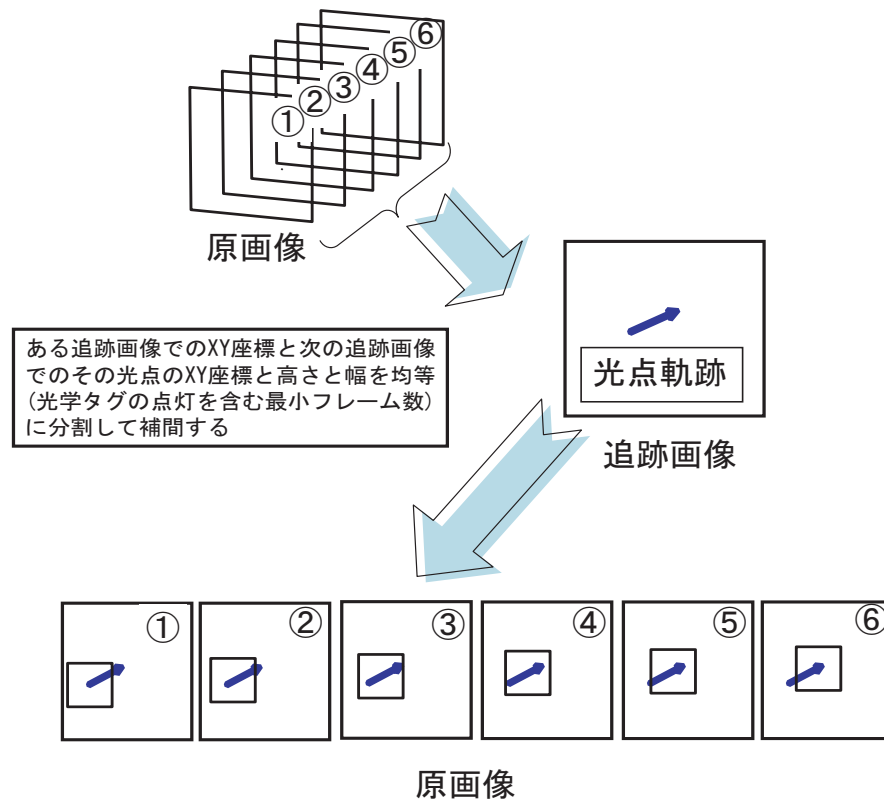 ① ② ③ ④ ⑤ ⑥
原画像
ある追跡画像でのXY座標と次の追跡画像
でのその光点のXY座標と高さと幅を均等
(光学タグの点灯を含む最小フレーム数)
に分割して補間する
光点軌跡
追跡画像
① ② ③ ④ ⑤ ⑥
原画像